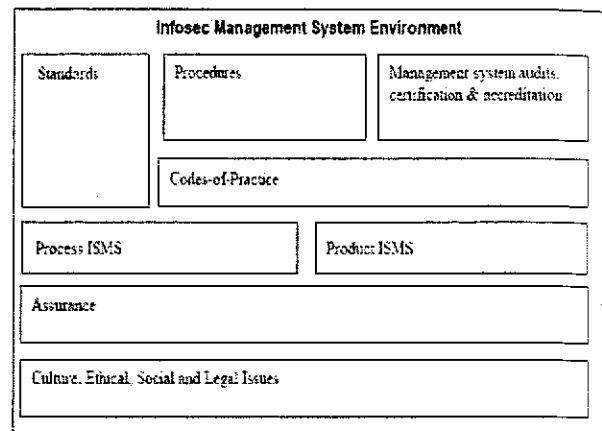 Infosec Management System Environment
Standards
Procedures
Management system audits,
certification & accreditation
Codes-of-Practice
Process ISMS
Product ISMS
Assurance
Culture, Ethical, Social and Legal Issues